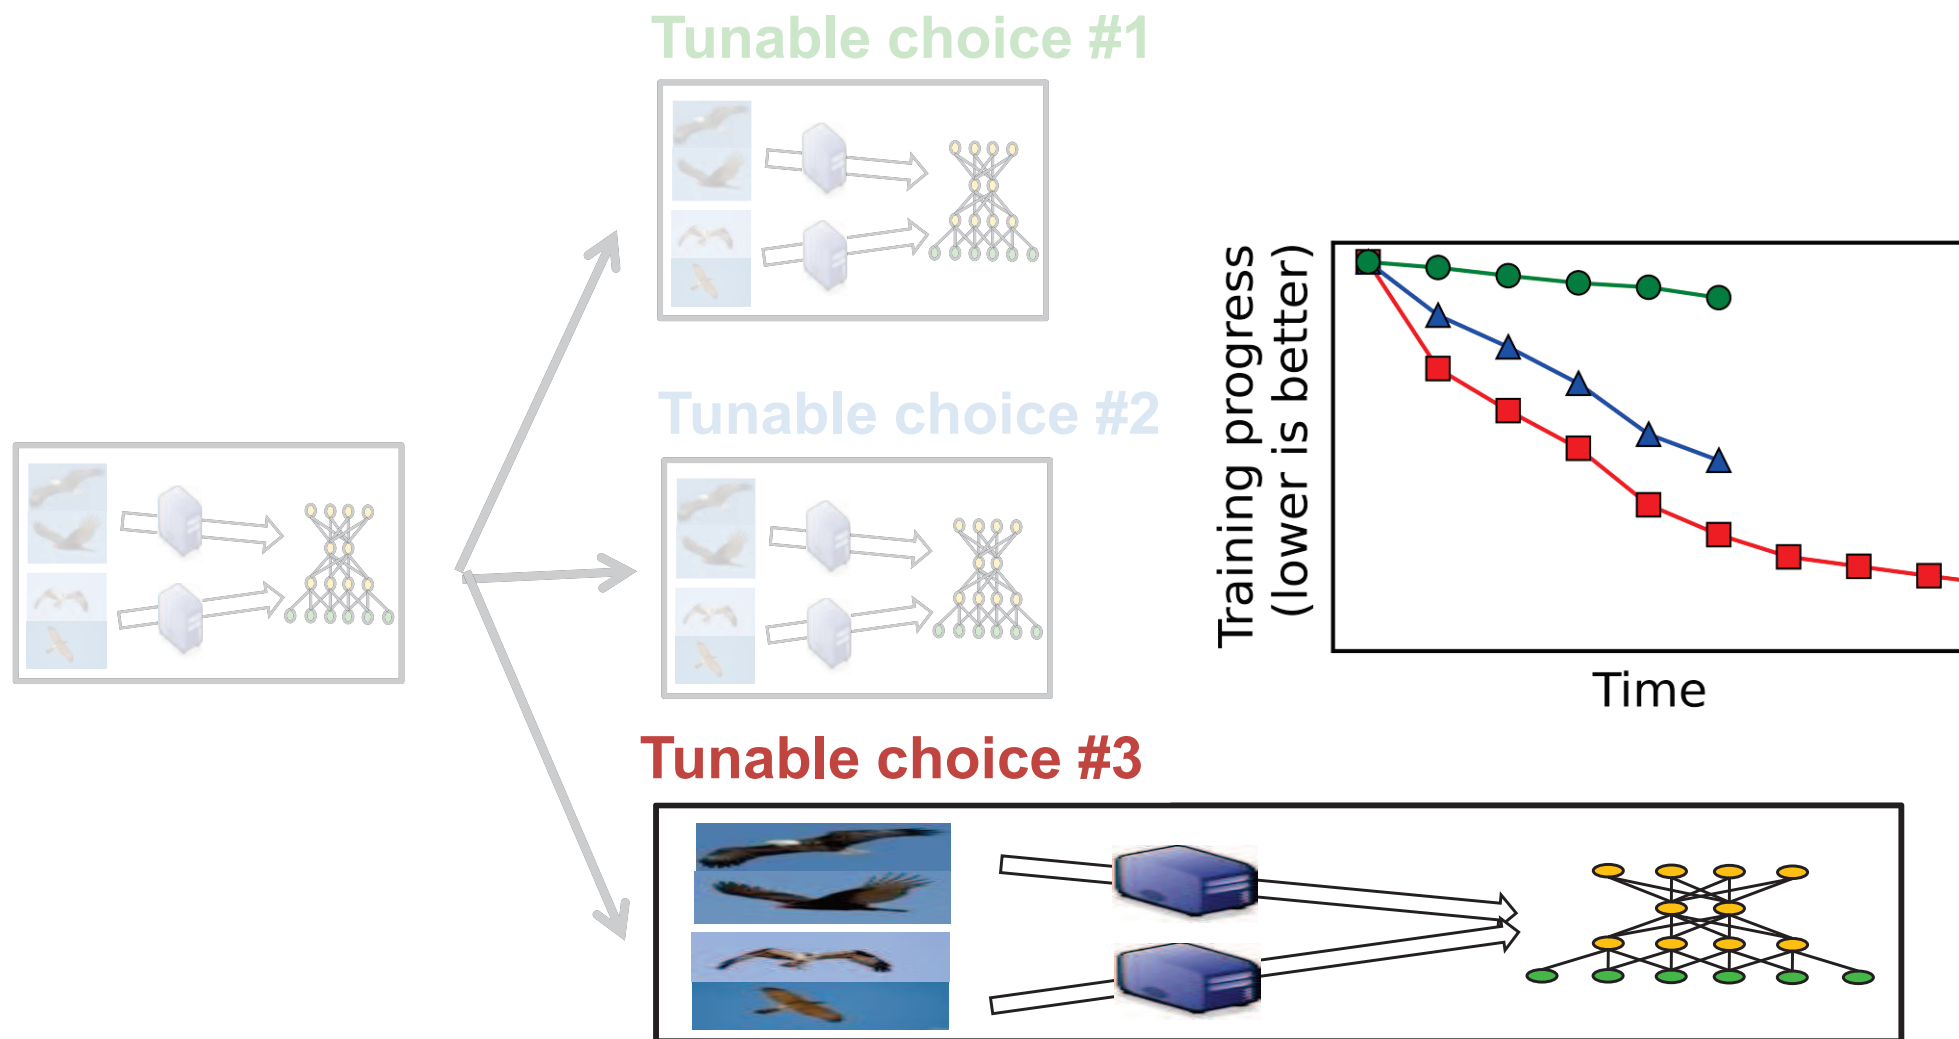 Tunable choice #1
Tunable choice #2
Training progress
(lower is better)
Time
Tunable choice #3